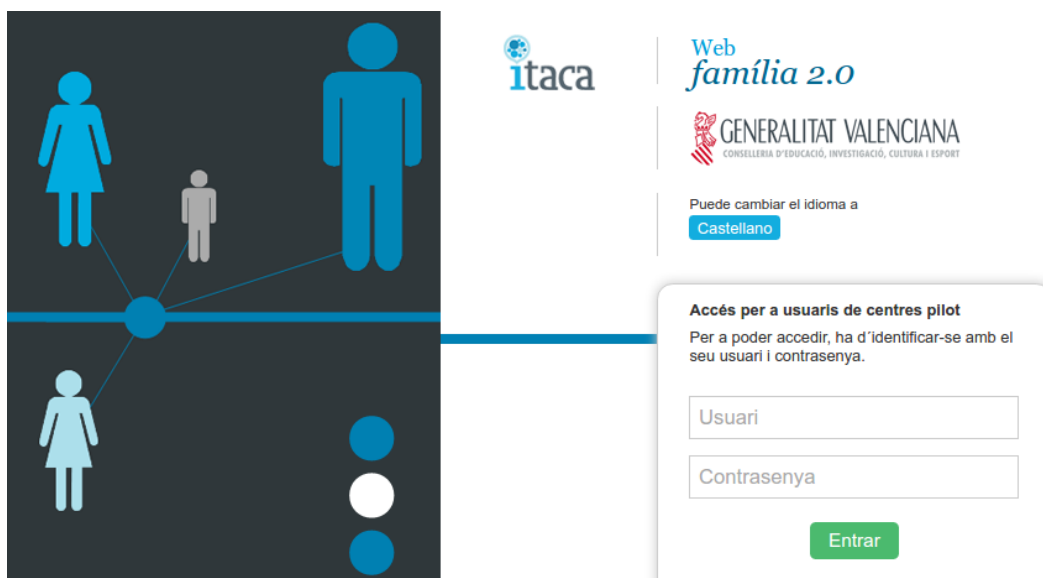 itaca
Web
família 2.0
GENERALITAT VALENCIANA
CONSELLERIA D'EDUCACIÓ, INVESTIGACIÓ, CULTURA I ESPORT
Puede cambiar el idioma a
Castellano
Accés per a usuaris de centres pilot
Per a poder accedir, ha d´identificar-se amb el
seu usuari i contrasenya.
Usuari
Contrasenya
Entrar